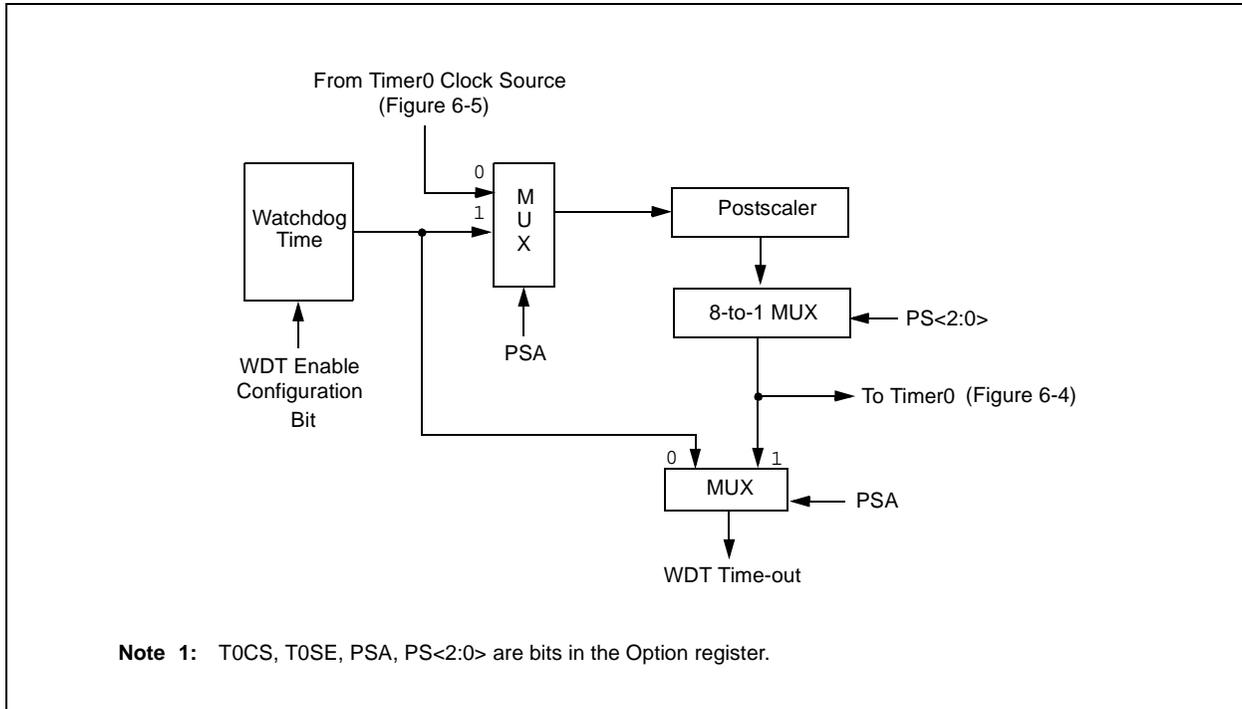 From Timer0 Clock Source
(Figure 6-5)
0
1
M
U
X
Watchdog
Time
Postscaler
8-to-1 MUX
PS<2:0>
PSA
WDT Enable
Configuration
Bit
To Timer0 (Figure 6-4)
0
1
MUX
PSA
WDT Time-out
Note 1: T0CS, T0SE, PSA, PS<2:0> are bits in the Option register.